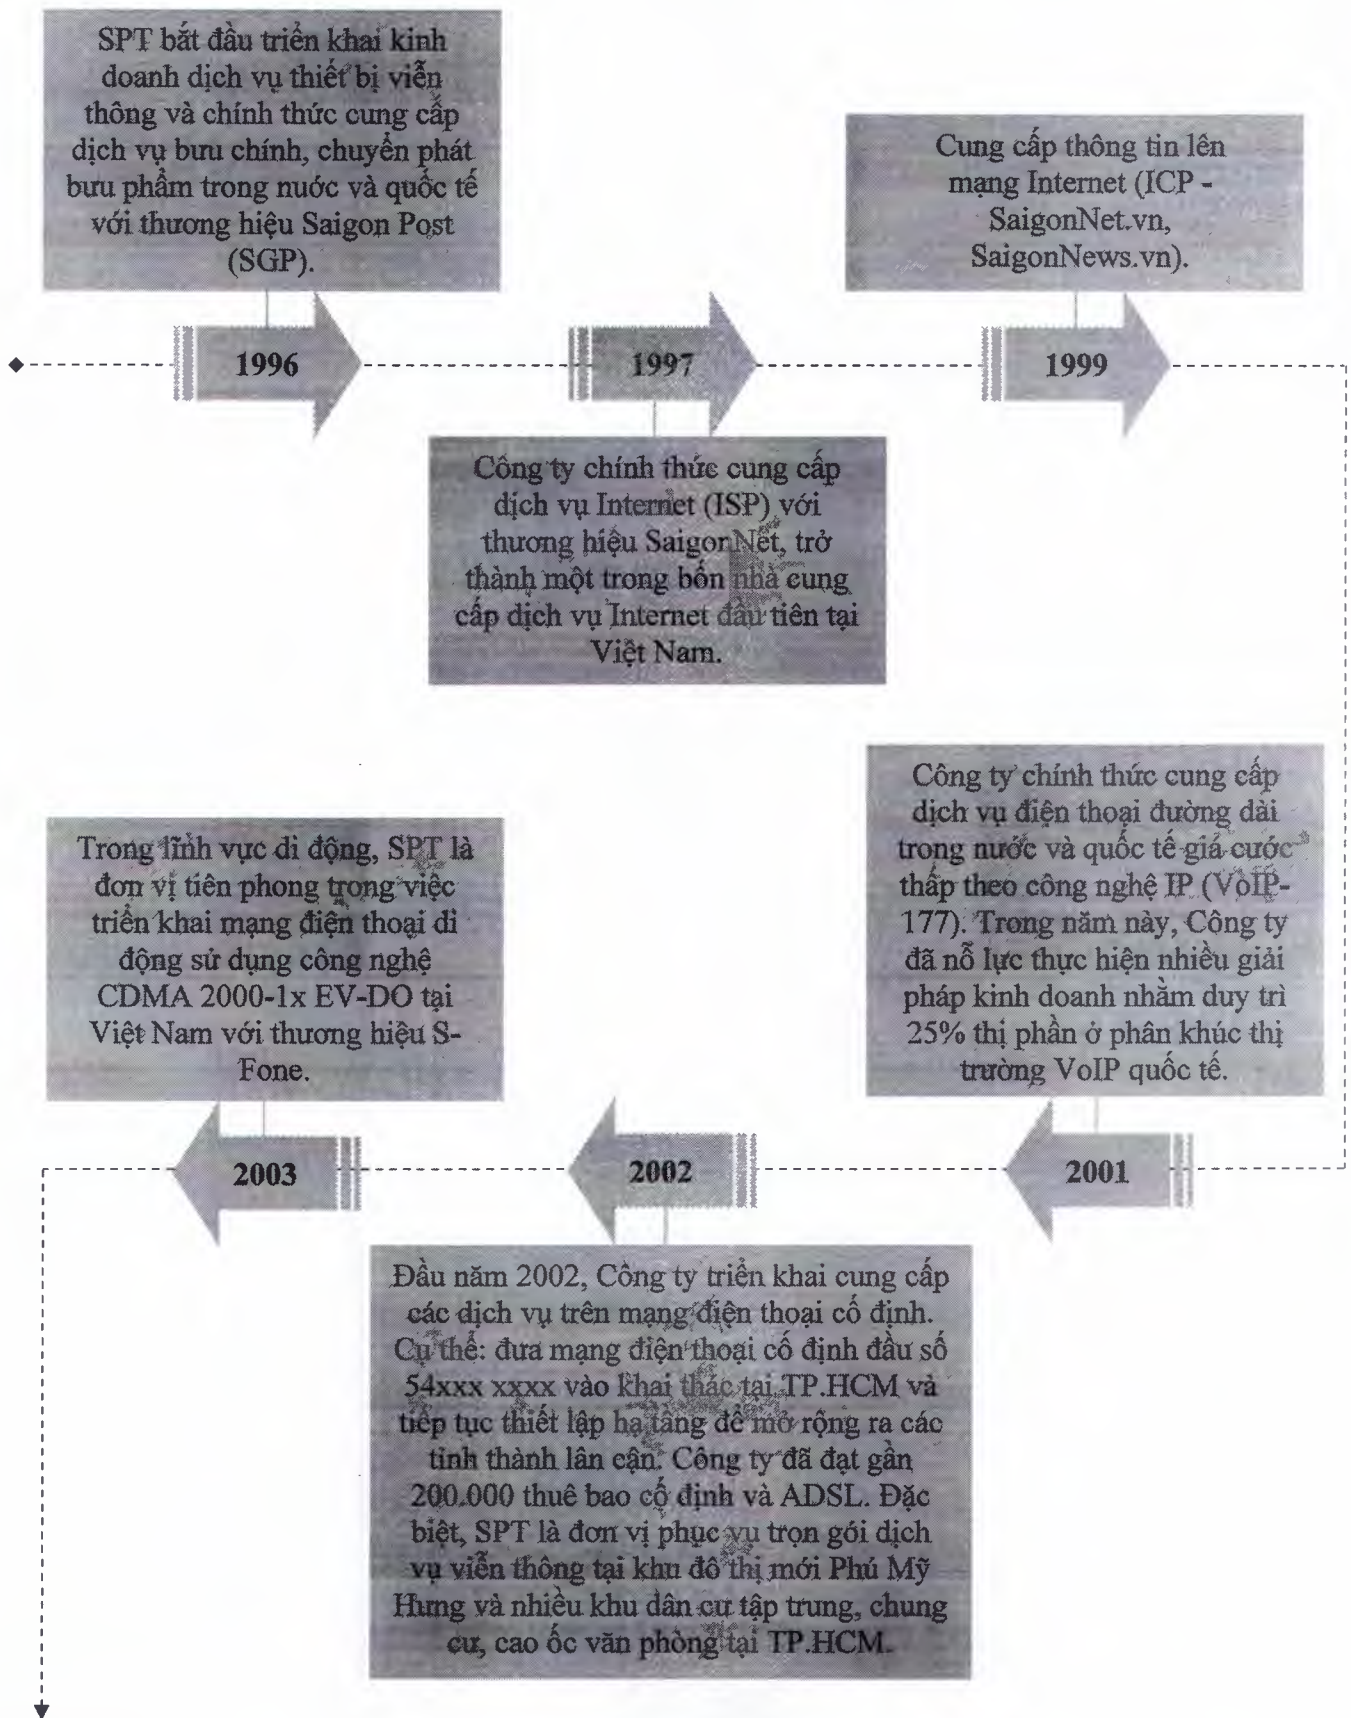 SPT bắt đầu triển khai kinh
doanh dịch vụ thiết bị viễn
thông và chính thức cung cấp
dịch vụ bưu chính, chuyển phát
bưu phẩm trong nước và quốc tế
với thương hiệu Saigon Post
(SGP).
1996
1997
Công ty chính thức cung cấp
dịch vụ Internet (ISP) với
thương hiệu SaigonNet, trở
thành một trong bốn nhà cung
cấp dịch vụ Internet đầu tiên tại
Việt Nam.
Cung cấp thông tin lên
mạng Internet (ICP -
SaigonNet.vn,
SaigonNews.vn).
1999
Công ty chính thức cung cấp
dịch vụ điện thoại đường dài
trong nước và quốc tế giá cước
thấp theo công nghệ IP (VoIP-
177). Trong năm này, Công ty
đã nỗ lực thực hiện nhiều giải
pháp kinh doanh nhằm duy trì
25% thị phần ở phân khúc thị
trường VoIP quốc tế.
2001
2002
Đầu năm 2002, Công ty triển khai cung cấp
các dịch vụ trên mạng điện thoại cố định.
Cụ thể: đưa mạng điện thoại cố định đầu số
54xxx xxxx vào khai thác tại TP.HCM và
tiếp tục thiết lập hạ tầng để mở rộng ra các
tỉnh thành lân cận. Công ty đã đạt gần
200.000 thuê bao cố định và ADSL. Đặc
biệt, SPT là đơn vị phục vụ trọn gói dịch
vụ viễn thông tại khu đô thị mới Phú Mỹ
Hưng và nhiều khu dân cư tập trung, chung
cư, cao ốc văn phòng tại TP.HCM.
Trong lĩnh vực di động, SPT là
đơn vị tiên phong trong việc
triển khai mạng điện thoại di
động sử dụng công nghệ
CDMA 2000-1x EV-DO tại
Việt Nam với thương hiệu S-
Fone.
2003